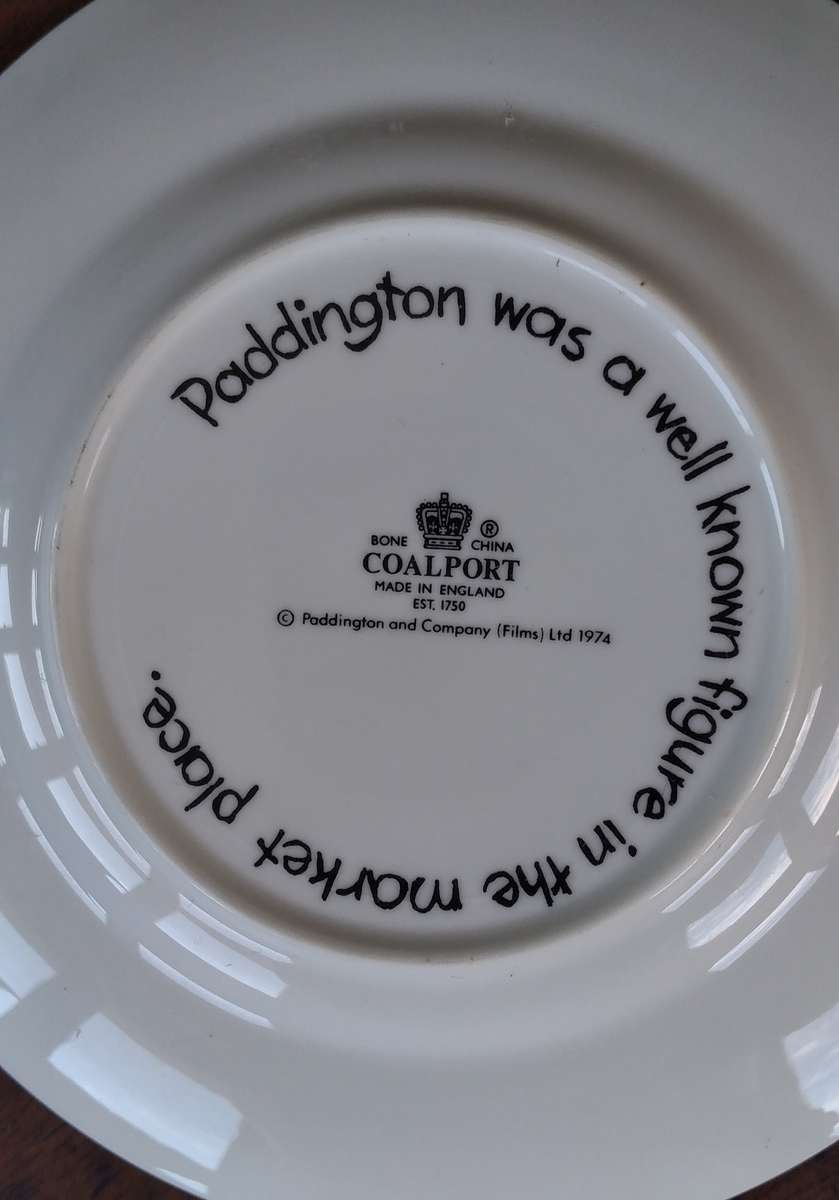 Paddington was a well known figure in the market place.
BONE CHINA ®
COALPORT
MADE IN ENGLAND
EST. 1750
© Paddington and Company (Films) Ltd 1974